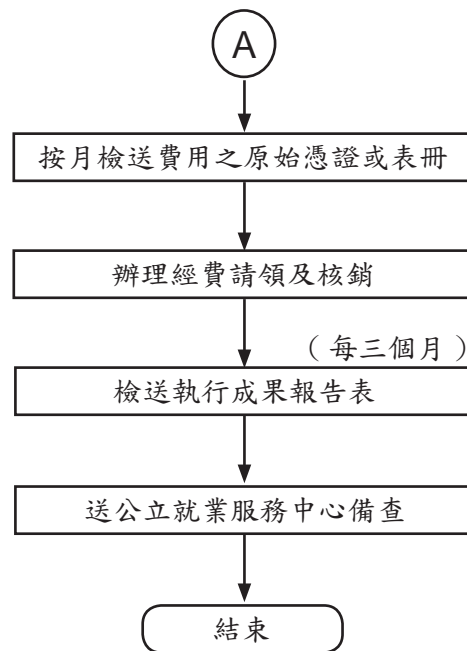 A
按月檢送費用之原始憑證或表冊
辦理經費請領及核銷
（每三個月）
檢送執行成果報告表
送公立就業服務中心備查
結束